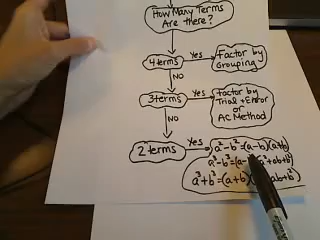 How Many Terms
Are there?
4 terms
Yes
Factor by
Grouping
NO
3 terms
Yes
Factor by
Trial + Error
or
AC Method
NO
2 terms
Yes
a²-b²=(a-b)(a+b)
a³-b³=(a- a²+ab+b²)
a³+b³=(a+b)( ab+b²)